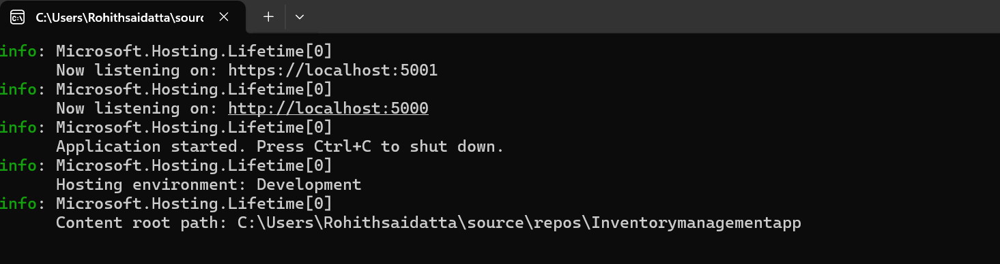 C:\Users\Rohithsaidatta\sourc
info: Microsoft.Hosting.Lifetime[0]
Now listening on: https://localhost:5001
info: Microsoft.Hosting.Lifetime[0]
Now listening on: http://localhost:5000
info: Microsoft.Hosting.Lifetime[0]
Application started. Press Ctrl+C to shut down.
info: Microsoft.Hosting.Lifetime[0]
Hosting environment: Development
info: Microsoft.Hosting.Lifetime[0]
Content root path: C:\Users\Rohithsaidatta\source\repos\Inventorymanagementapp